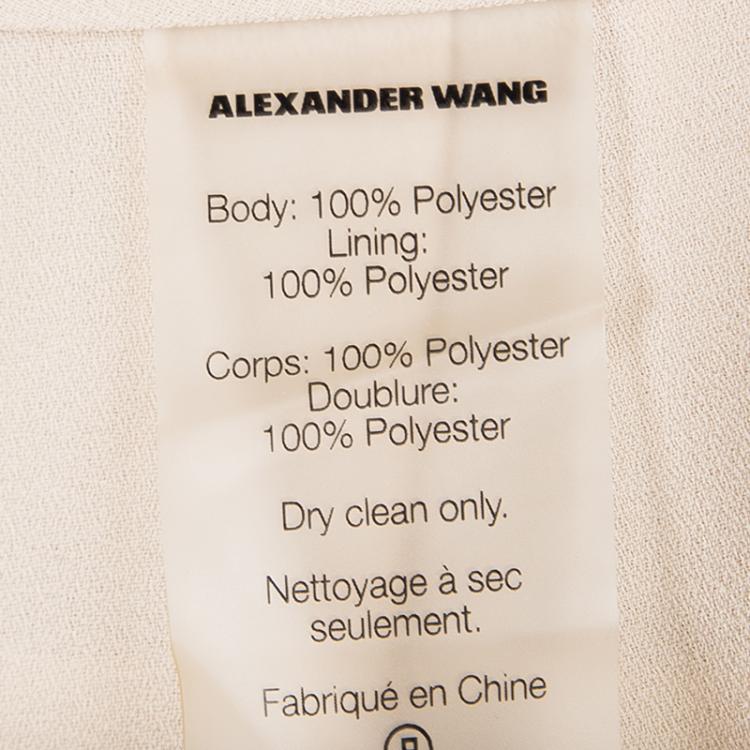 ALEXANDER WANG
Body: 100% Polyester
Lining:
100% Polyester
Corps: 100% Polyester
Doublure:
100% Polyester
Dry clean only.
Nettoyage à sec
seulement.
Fabriqué en Chine